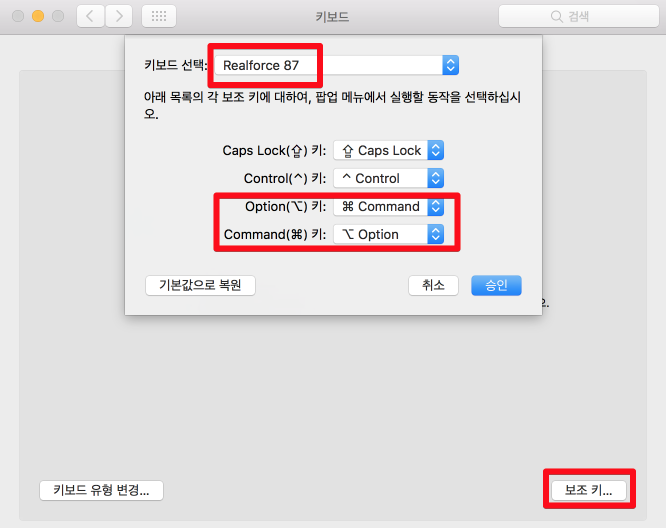 키보드
검색
키보드 선택: Realforce 87
아래 목록의 각 보조 키에 대하여, 팝업 메뉴에서 실행할 동작을 선택하십시
오.
Caps Lock(⇪) 키: ⇪ Caps Lock
Control(^) 키: ^ Control
Option(⌥) 키: ⌘ Command
Command(⌘) 키: ⌥ Option
기본값으로 복원 취소 승인
키보드 유형 변경... 보조 키...